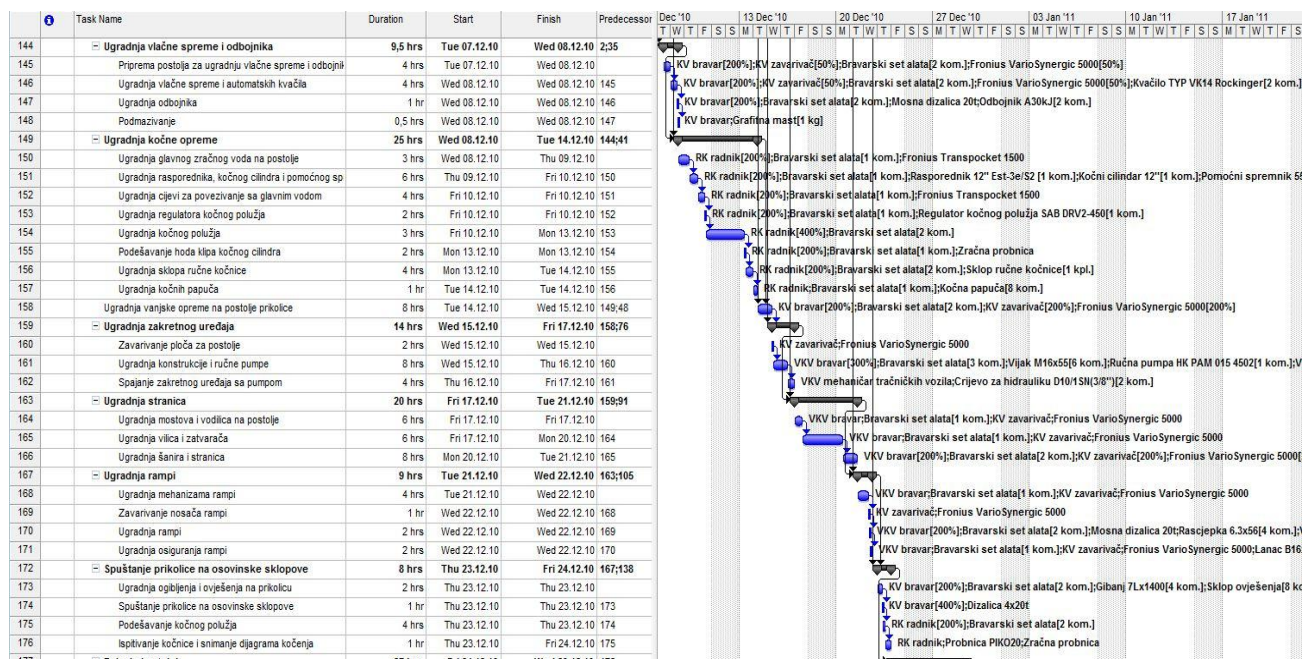 Task Name Duration Start Finish Predecessor Dec '10 13 Dec '10 20 Dec '10 27 Dec '10 03 Jan '11 10 Jan '11 17 Jan '11
T W T F S S M T W T F S S M T W T F S S M T W T F S S M T W T F S S M T W T F S S M T W T F S
144 Ugradnja vlačne spreme i odbojnika 9,5 hrs Tue 07.12.10 Wed 08.12.10 2;35
145 Priprema postolja za ugradnju vlačne spreme i odbojnik 4 hrs Tue 07.12.10 Wed 08.12.10 KV bravar[200%];KV zavarivač[50%];Bravarski set alata[2 kom.];Fronius VarioSynergic 5000[50%]
146 Ugradnja vlačne spreme i automatskih kvačila 4 hrs Wed 08.12.10 Wed 08.12.10 145 KV bravar[200%];KV zavarivač[50%];Bravarski set alata[2 kom.];Fronius VarioSynergic 5000[50%];Kvačilo TYP VK14 Rockinger[2 kom.]
147 Ugradnja odbojnika 1 hr Wed 08.12.10 Wed 08.12.10 146 KV bravar[200%];Bravarski set alata[2 kom.];Mosna dizalica 20t;Odbojnik A30kJ[2 kom.]
148 Podmazivanje 0,5 hrs Wed 08.12.10 Wed 08.12.10 147 KV bravar;Grafitna mast[1 kg]
149 Ugradnja kočne opreme 25 hrs Wed 08.12.10 Tue 14.12.10 144;41
150 Ugradnja glavnog zračnog voda na postolje 3 hrs Wed 08.12.10 Thu 09.12.10 RK radnik[200%];Bravarski set alata[1 kom.];Fronius Transpocket 1500
151 Ugradnja rasporednika, kočnog cilindra i pomoćnog sp 6 hrs Thu 09.12.10 Fri 10.12.10 150 RK radnik[200%];Bravarski set alata[1 kom.];Rasporednik 12" Est-3e/S2 [1 kom.];Kočni cilindar 12"[1 kom.];Pomoćni spremnik 55
152 Ugradnja cijevi za povezivanje sa glavnim vodom 4 hrs Fri 10.12.10 Fri 10.12.10 151 RK radnik[200%];Bravarski set alata[1 kom.];Fronius Transpocket 1500
153 Ugradnja regulatora kočnog polužja 2 hrs Fri 10.12.10 Fri 10.12.10 152 RK radnik[200%];Bravarski set alata[1 kom.];Regulator kočnog polužja SAB DRV2-450[1 kom.]
154 Ugradnja kočnog polužja 3 hrs Fri 10.12.10 Mon 13.12.10 153 RK radnik[400%];Bravarski set alata[2 kom.]
155 Podešavanje hoda klipa kočnog cilindra 2 hrs Mon 13.12.10 Mon 13.12.10 154 RK radnik[200%];Bravarski set alata[1 kom.];Zračna probnica
156 Ugradnja sklopa ručne kočnice 4 hrs Mon 13.12.10 Tue 14.12.10 155 RK radnik[200%];Bravarski set alata[2 kom.];Sklop ručne kočnice[1 kpl.]
157 Ugradnja kočnih papuča 1 hr Tue 14.12.10 Tue 14.12.10 156 RK radnik;Bravarski set alata[1 kom.];Kočna papuča[8 kom.]
158 Ugradnja vanjske opreme na postolje prikolice 8 hrs Tue 14.12.10 Wed 15.12.10 149;48 KV bravar[200%];Bravarski set alata[2 kom.];KV zavarivač[200%];Fronius VarioSynergic 5000[200%]
159 Ugradnja zakretnog uređaja 14 hrs Wed 15.12.10 Fri 17.12.10 158;76
160 Zavarivanje ploča za postolje 2 hrs Wed 15.12.10 Wed 15.12.10 KV zavarivač;Fronius VarioSynergic 5000
161 Ugradnja konstrukcije i ručne pumpe 8 hrs Wed 15.12.10 Thu 16.12.10 160 VKV bravar[300%];Bravarski set alata[3 kom.];Vijak M16x55[6 kom.];Ručna pumpa HK PAM 015 4502[1 kom.];V
162 Spajanje zakretnog uređaja sa pumpom 4 hrs Thu 16.12.10 Fri 17.12.10 161 VKV mehaničar tračničkih vozila;Crijevo za hidrauliku D10/1SN(3/8")[2 kom.]
163 Ugradnja stranica 20 hrs Fri 17.12.10 Tue 21.12.10 159;91
164 Ugradnja mostova i vodilica na postolje 6 hrs Fri 17.12.10 Fri 17.12.10 VKV bravar;Bravarski set alata[1 kom.];KV zavarivač;Fronius VarioSynergic 5000
165 Ugradnja vilica i zatvarača 6 hrs Fri 17.12.10 Mon 20.12.10 164 VKV bravar;Bravarski set alata[1 kom.];KV zavarivač;Fronius VarioSynergic 5000
166 Ugradnja šanira i stranica 8 hrs Mon 20.12.10 Tue 21.12.10 165 VKV bravar[200%];Bravarski set alata[2 kom.];KV zavarivač[200%];Fronius VarioSynergic 5000[
167 Ugradnja rampi 9 hrs Tue 21.12.10 Wed 22.12.10 163;105
168 Ugradnja mehanizama rampi 4 hrs Tue 21.12.10 Wed 22.12.10 VKV bravar;Bravarski set alata[1 kom.];KV zavarivač;Fronius VarioSynergic 5000
169 Zavarivanje nosača rampi 1 hr Wed 22.12.10 Wed 22.12.10 168 KV zavarivač;Fronius VarioSynergic 5000
170 Ugradnja rampi 2 hrs Wed 22.12.10 Wed 22.12.10 169 VKV bravar[200%];Bravarski set alata[2 kom.];Mosna dizalica 20t;Rascjepka 6.3x56[4 kom.];V
171 Ugradnja osiguranja rampi 2 hrs Wed 22.12.10 Wed 22.12.10 170 VKV bravar;Bravarski set alata[1 kom.];KV zavarivač;Fronius VarioSynergic 5000;Lanac B16
172 Spuštanje prikolice na osovinske sklopove 8 hrs Thu 23.12.10 Fri 24.12.10 167;138
173 Ugradnja ogibljenja i ovješenja na prikolicu 2 hrs Thu 23.12.10 Thu 23.12.10 KV bravar[200%];Bravarski set alata[2 kom.];Gibanj 7Lx1400[4 kom.];Sklop ovješenja[8 ko
174 Spuštanje prikolice na osovinske sklopove 1 hr Thu 23.12.10 Thu 23.12.10 173 KV bravar[400%];Dizalica 4x20t
175 Podešavanje kočnog polužja 4 hrs Thu 23.12.10 Thu 23.12.10 174 RK radnik[200%];Bravarski set alata[2 kom.]
176 Ispitivanje kočnice i snimanje dijagrama kočenja 1 hr Thu 23.12.10 Fri 24.12.10 175 RK radnik;Probnica PIKO20;Zračna probnica